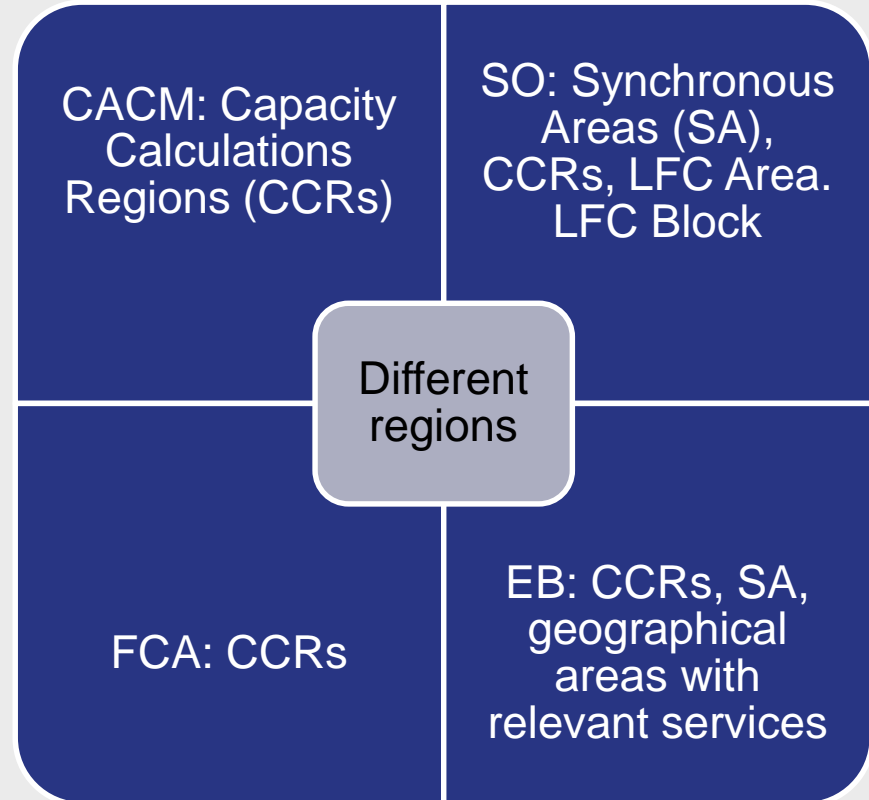 CACM: Capacity
Calculations
Regions (CCRs)
SO: Synchronous
Areas (SA),
CCRs, LFC Area.
LFC Block
Different
regions
FCA: CCRs
EB: CCRs, SA,
geographical
areas with
relevant services